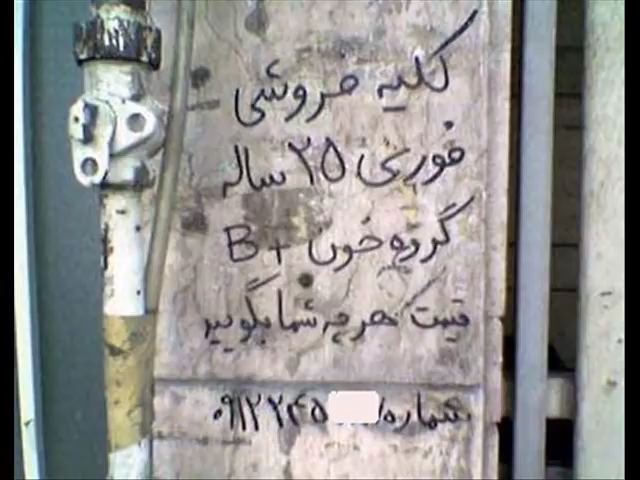 کلیه فروشی
فوری ۲۵ ساله
گروه خون B+
قیمت هرچه شما بگویید
شماره/ ۰۹۱۲۲۴۵